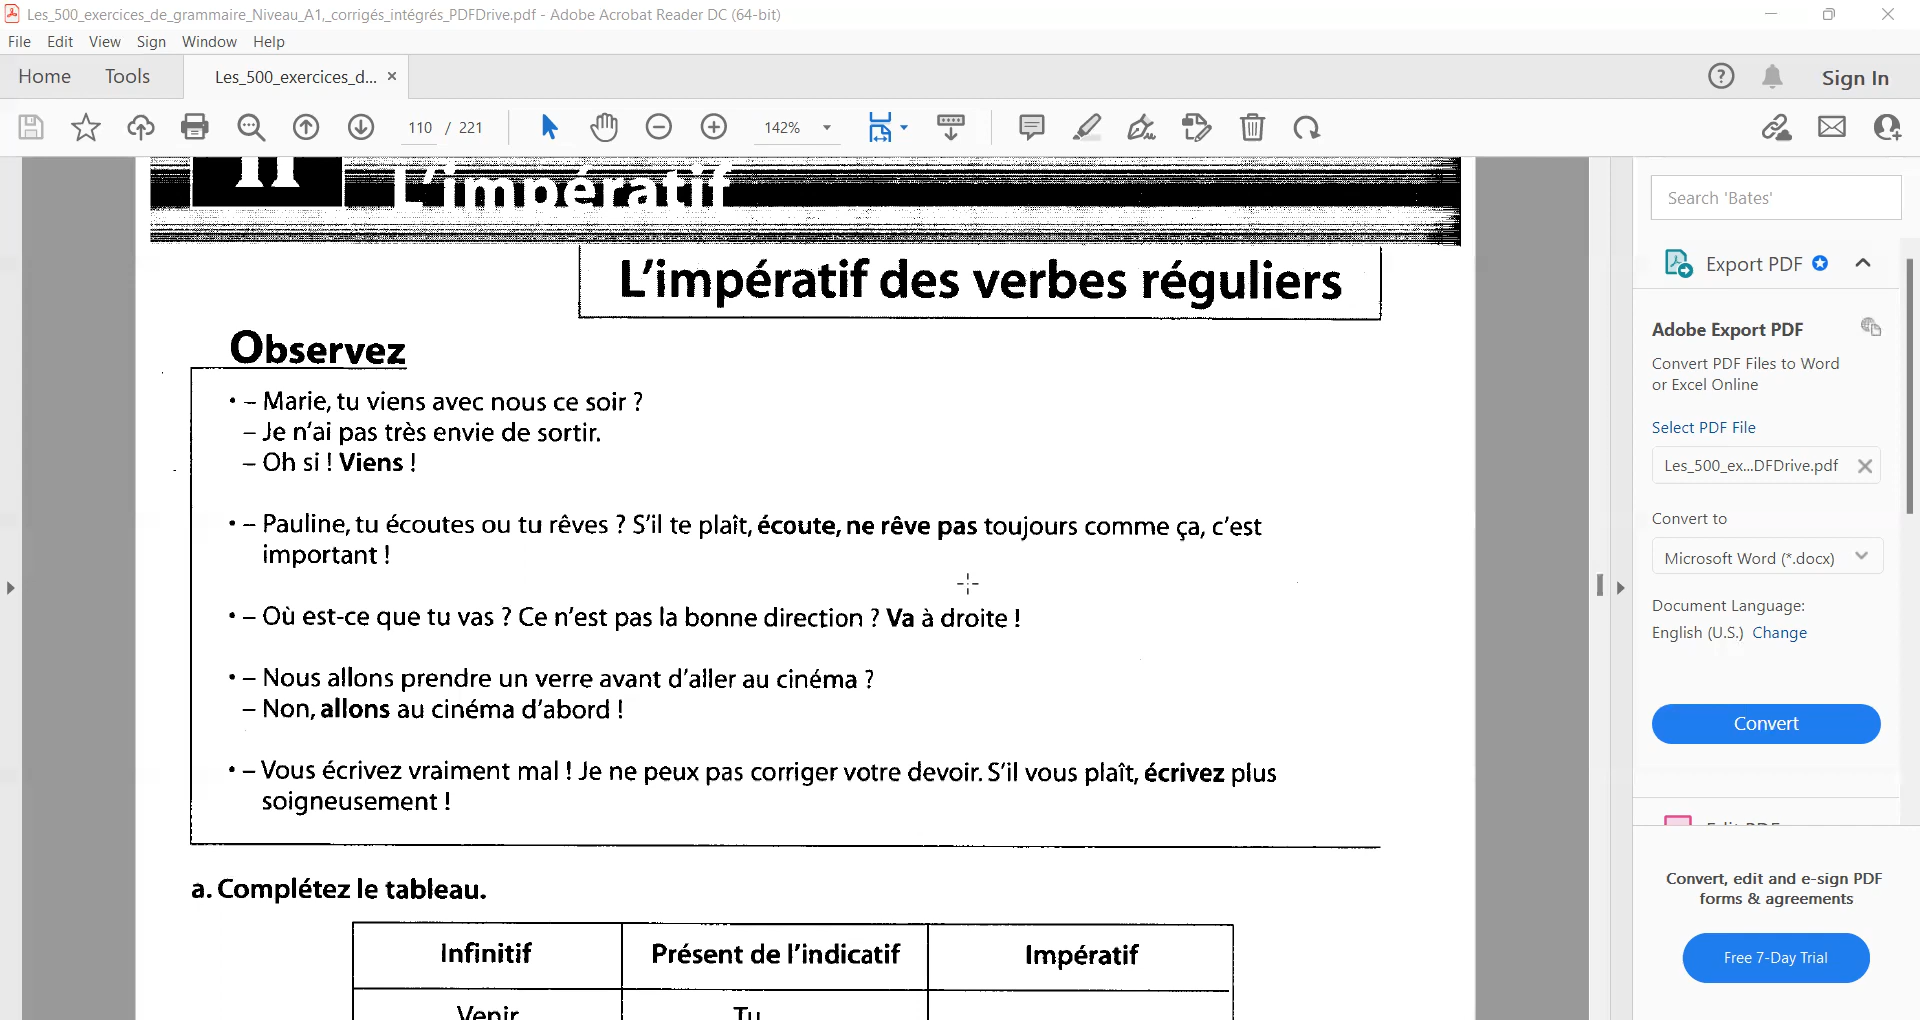 Les_500_exercices_de_grammaire_Niveau_A1,_corrigés_intégrés_PDFDrive.pdf - Adobe Acrobat Reader DC (64-bit)
File Edit View Sign Window Help
Home Tools Les_500_exercices_d... × Sign In
110 / 221 142%
11 L'impératif
L'impératif des verbes réguliers
Observez
• – Marie, tu viens avec nous ce soir ?
– Je n'ai pas très envie de sortir.
– Oh si ! Viens !
• – Pauline, tu écoutes ou tu rêves ? S'il te plaît, écoute, ne rêve pas toujours comme ça, c'est
important !
• – Où est-ce que tu vas ? Ce n'est pas la bonne direction ? Va à droite !
• – Nous allons prendre un verre avant d'aller au cinéma ?
– Non, allons au cinéma d'abord !
• – Vous écrivez vraiment mal ! Je ne peux pas corriger votre devoir. S'il vous plaît, écrivez plus
soigneusement !
a. Complétez le tableau.
Infinitif Présent de l'indicatif Impératif
Venir Tu
Search 'Bates'
Export PDF
Adobe Export PDF
Convert PDF Files to Word
or Excel Online
Select PDF File
Les_500_ex...DFDrive.pdf
Convert to
Microsoft Word (*.docx)
Document Language:
English (U.S.) Change
Convert
Edit PDF
Convert, edit and e-sign PDF
forms & agreements
Free 7-Day Trial